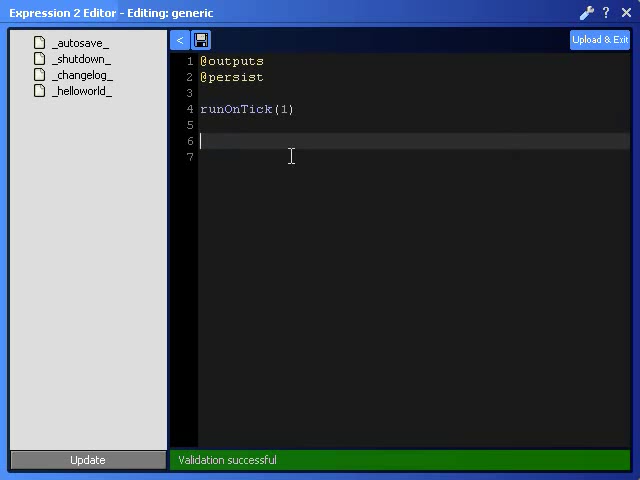 Expression 2 Editor - Editing: generic
?
_autosave_
_shutdown_
_changelog_
_helloworld_
<
Upload & Exit
1 @outputs
2 @persist
3
4 runOnTick(1)
5
6
7
Update
Validation successful